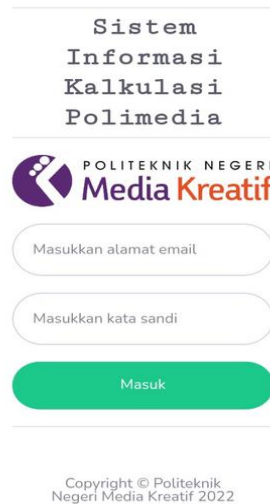 Sistem
Informasi
Kalkulasi
Polimedia
POLITEKNIK NEGERI
Media Kreatif
Masukkan alamat email
Masukkan kata sandi
Masuk
Copyright © Politeknik
Negeri Media Kreatif 2022